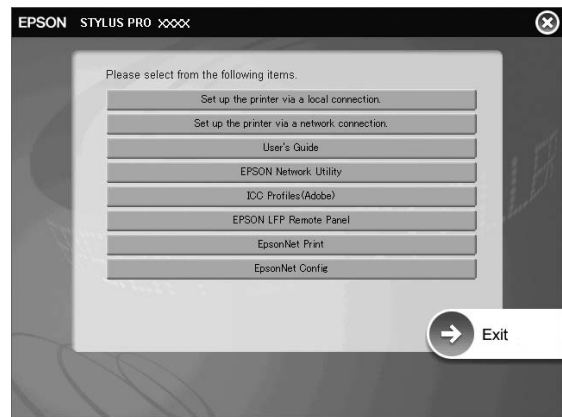 EPSON STYLUS PRO XXXX
Please select from the following items.
Set up the printer via a local connection.
Set up the printer via a network connection.
User's Guide
EPSON Network Utility
ICC Profiles(Adobe)
EPSON LFP Remote Panel
EpsonNet Print
EpsonNet Config
Exit